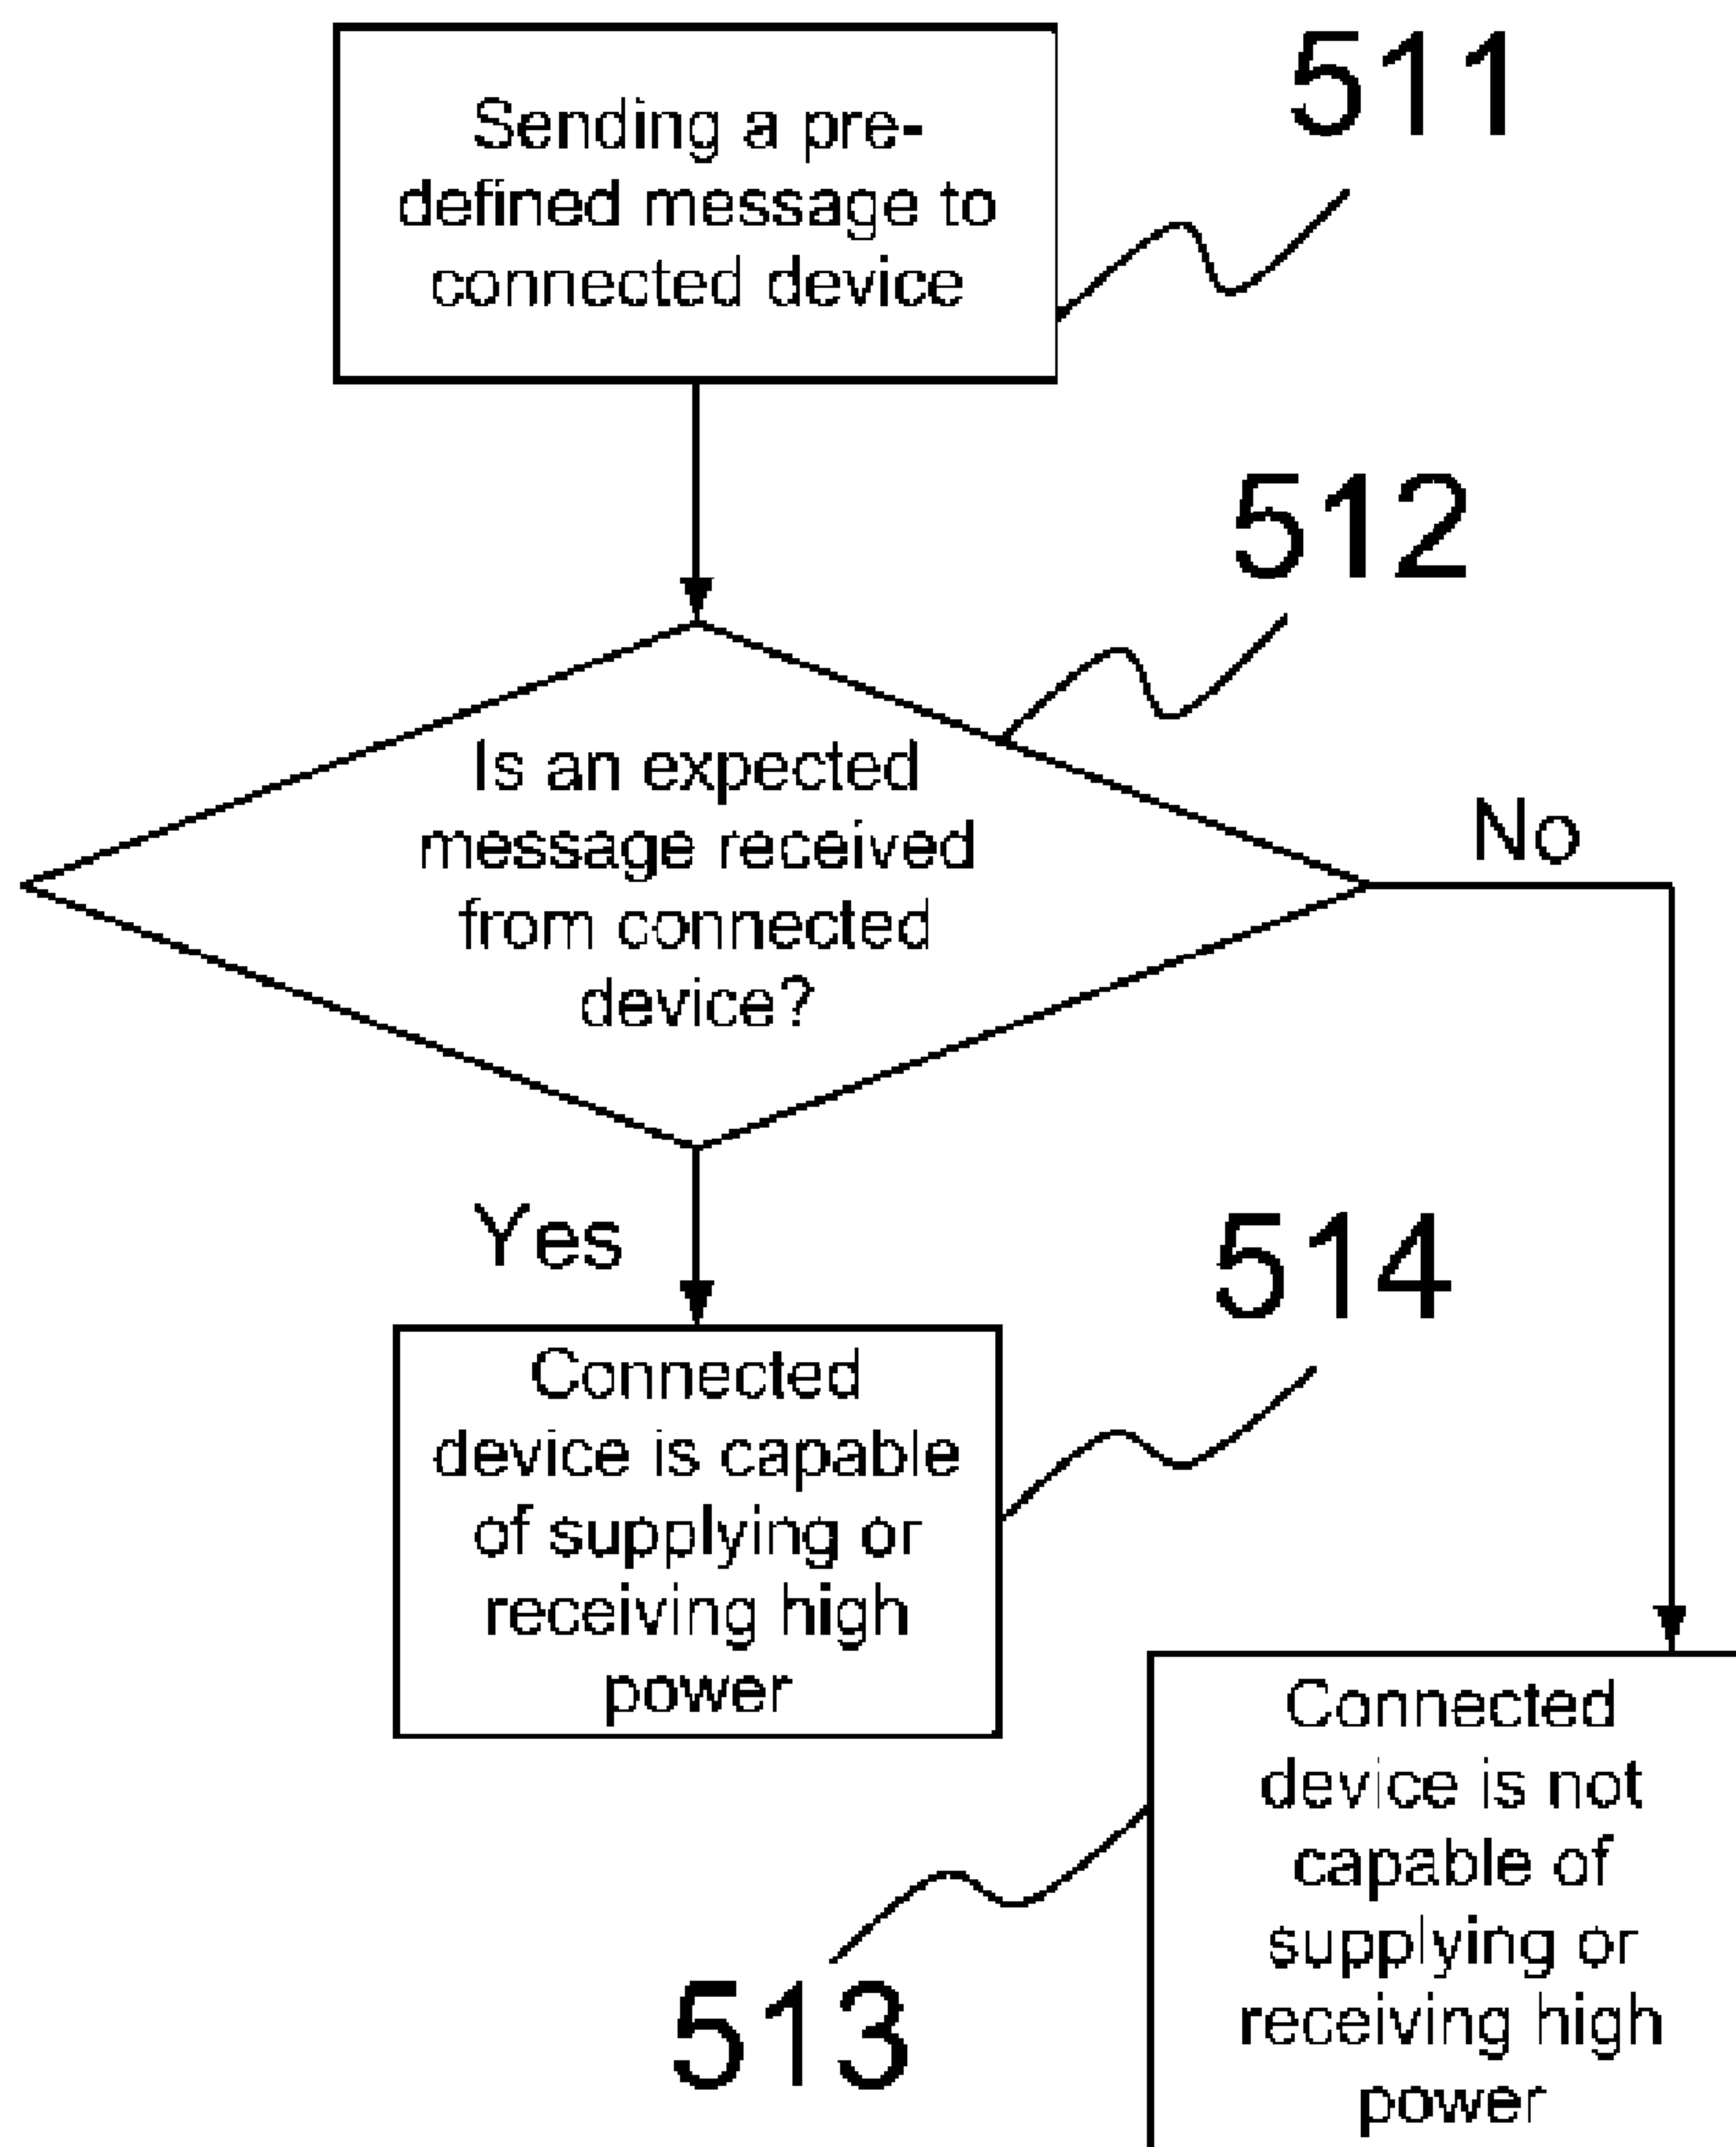 Sending a pre-
defined message to
connected device
511
512
Is an expected
message received
from connected
device?
No
Yes
514
Connected
device is capable
of supplying or
receiving high
power
Connected
device is not
capable of
supplying or
receiving high
power
513